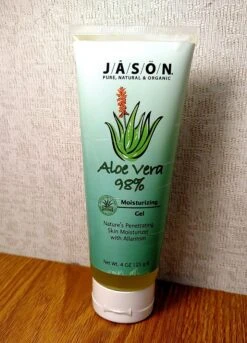 JĀSÖN
PURE, NATURAL & ORGANIC
Aloe Vera
98%
Moisturizing
Gel
Nature's Penetrating
Skin Moisturizer
with Allantoin
Net Wt. 4 OZ